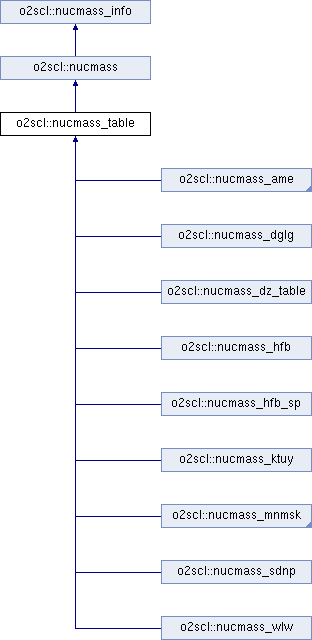 o2scl::nucmass_info
o2scl::nucmass
o2scl::nucmass_table
o2scl::nucmass_ame
o2scl::nucmass_dglg
o2scl::nucmass_dz_table
o2scl::nucmass_hfb
o2scl::nucmass_hfb_sp
o2scl::nucmass_ktuy
o2scl::nucmass_mnmsk
o2scl::nucmass_sdnp
o2scl::nucmass_wlw